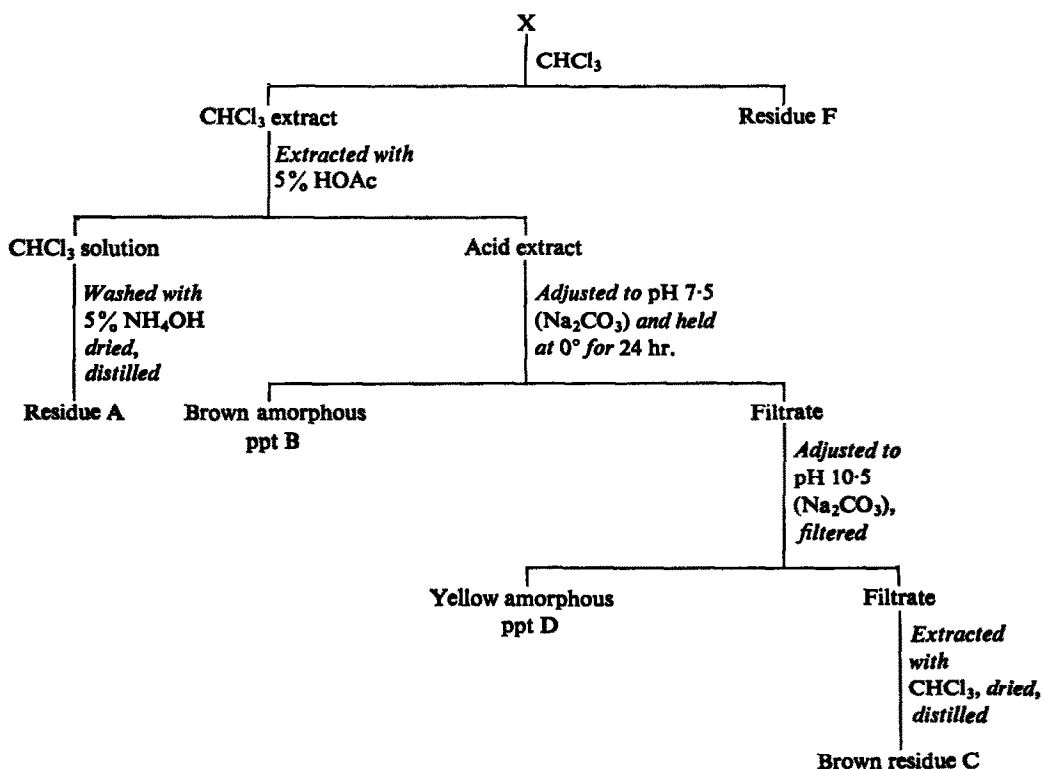 X
CHCl₃
CHCl₃ extract
Residue F
Extracted with
5% HOAc
CHCl₃ solution
Acid extract
Washed with
5% NH₄OH
dried,
distilled
Adjusted to pH 7·5
(Na₂CO₃) and held
at 0° for 24 hr.
Residue A
Brown amorphous
ppt B
Filtrate
Adjusted to
pH 10·5
(Na₂CO₃),
filtered
Yellow amorphous
ppt D
Filtrate
Extracted
with
CHCl₃, dried,
distilled
Brown residue C